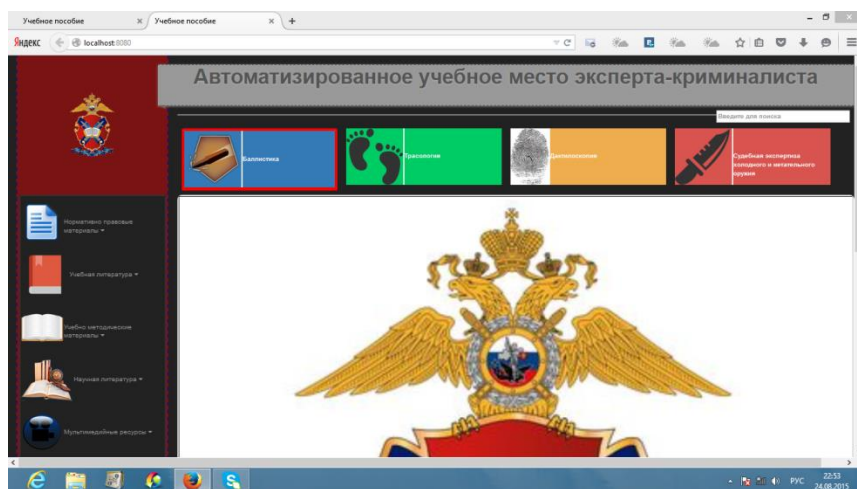 Учебное пособие
Учебное пособие
Яндекс
localhost:8080
Автоматизированное учебное место эксперта-криминалиста
Введите для поиска
Баллистика
Трасология
Дактилоскопия
Судебная экспертиза
холодного и метательного
оружия
Нормативно правовые
материалы
Учебная литература
Учебно методические
материалы
Научная литература
Мультимедийные ресурсы
РУС
22:53
24.08.2015